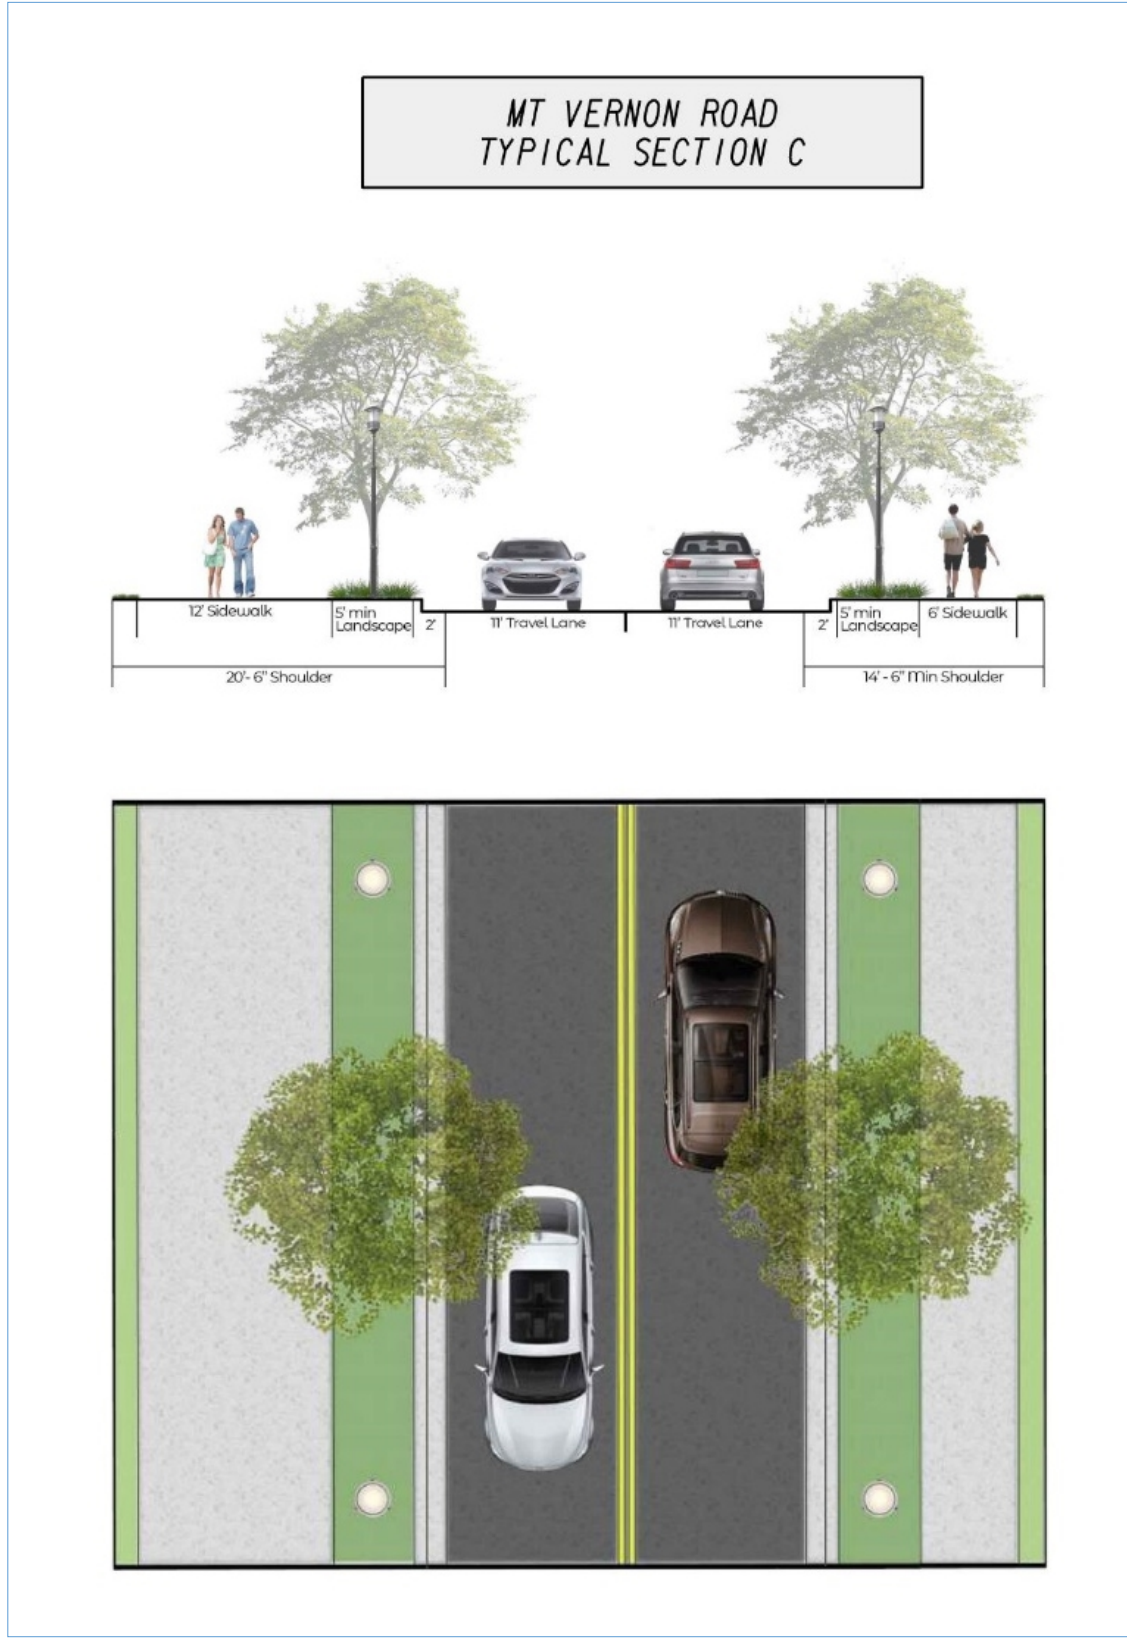 MT VERNON ROAD
TYPICAL SECTION C
12' Sidewalk
5' min
Landscape
2'
11' Travel Lane
11' Travel Lane
2'
5' min
Landscape
6' Sidewalk
20'- 6" Shoulder
14' - 6" Min Shoulder